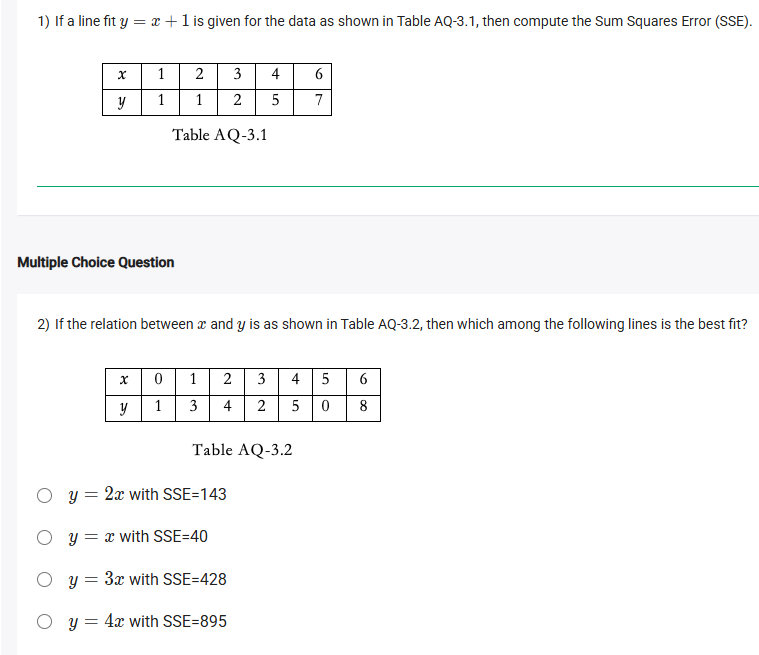 1) If a line fit y = x + 1 is given for the data as shown in Table AQ-3.1, then compute the Sum Squares Error (SSE).
x 1 2 3 4 6
y 1 1 2 5 7
Table AQ-3.1
Multiple Choice Question
2) If the relation between x and y is as shown in Table AQ-3.2, then which among the following lines is the best fit?
x 0 1 2 3 4 5 6
y 1 3 4 2 5 0 8
Table AQ-3.2
y = 2x with SSE=143
y = x with SSE=40
y = 3x with SSE=428
y = 4x with SSE=895